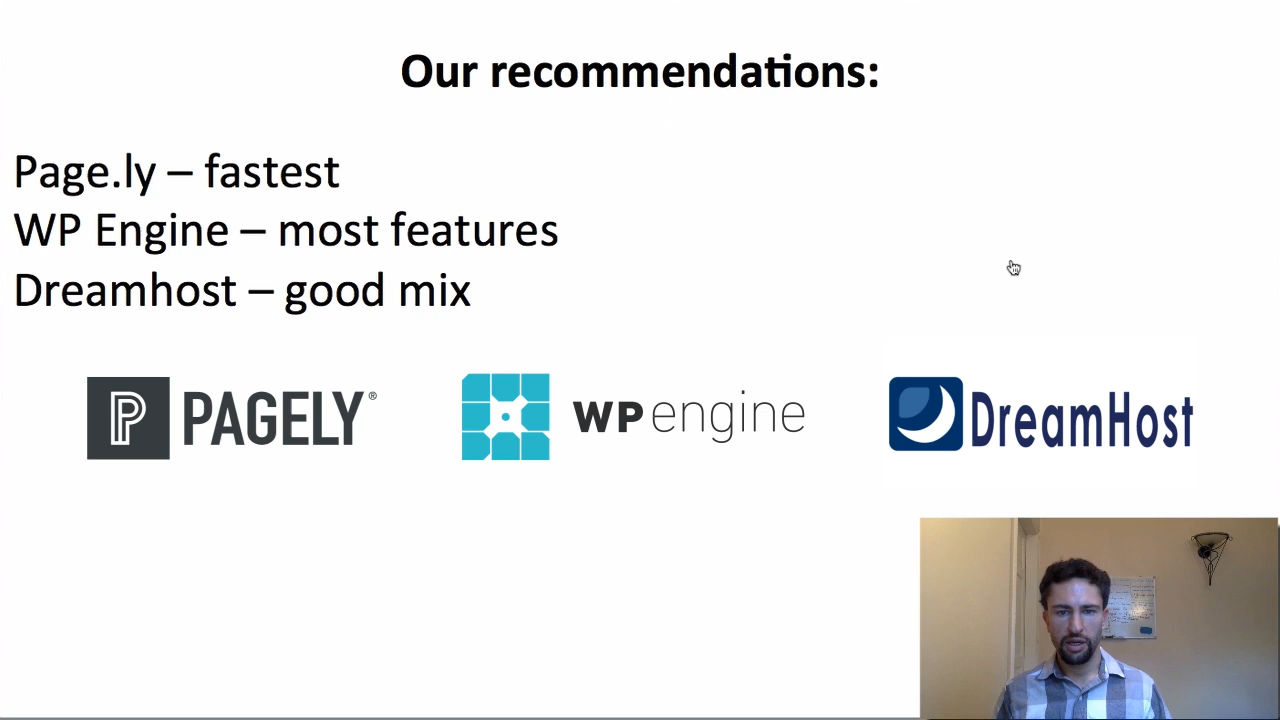 Our recommendations:
Page.ly – fastest
WP Engine – most features
Dreamhost – good mix
P PAGELY®
WP engine
DreamHost